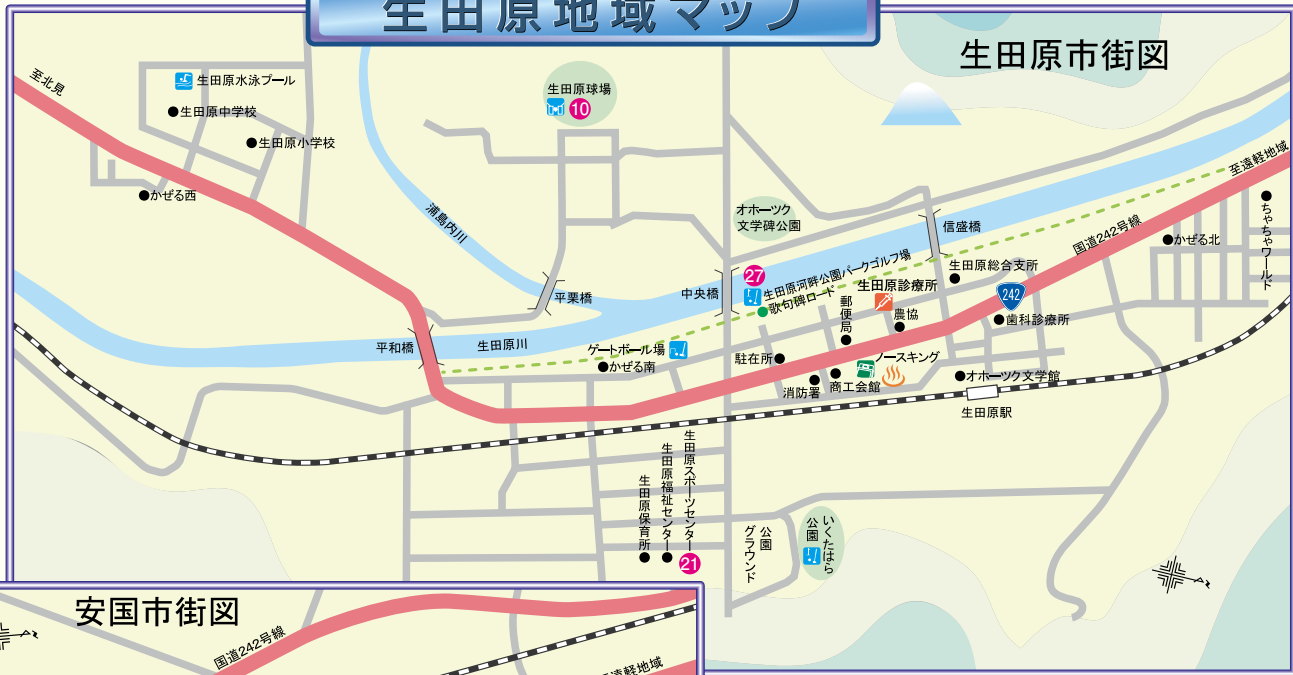 生田原地域マップ
生田原市街図
至北見
生田原水泳プール
生田原中学校
生田原小学校
かぜる西
生田原球場
10
浦島内川
オホーツク
文学碑公園
信盛橋
至遠軽地域
国道242号線
かぜる北
ちゃちゃワールド
平栗橋
中央橋
27
生田原河畔公園パークゴルフ場
歌句碑ロード
郵便局
生田原診療所
農協
生田原総合支所
242
歯科診療所
平和橋
生田原川
ゲートボール場
かぜる南
駐在所
消防署
商工会館
ノースキング
オホーツク文学館
生田原駅
生田原保育所
生田原福祉センター
生田原スポーツセンター
21
公園
グラウンド
いくたはら
公園
安国市街図
国道242号線
遠軽地域